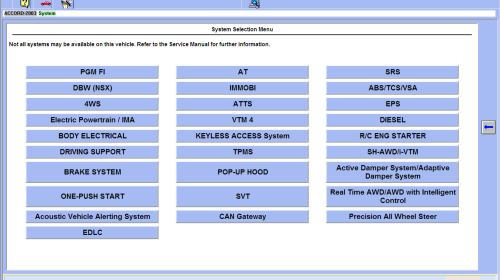 ACCORD-2003 System
System Selection Menu
Not all systems may be available on this vehicle. Refer to the Service Manual for further information.
PGM FI AT SRS
DBW (NSX) IMMOBI ABS/TCS/VSA
4WS ATTS EPS
Electric Powertrain / IMA VTM 4 DIESEL
BODY ELECTRICAL KEYLESS ACCESS System R/C ENG STARTER
DRIVING SUPPORT TPMS SH-AWD/i-VTM
BRAKE SYSTEM POP-UP HOOD Active Damper System/Adaptive
Damper System
ONE-PUSH START SVT Real Time AWD/AWD with Intelligent
Control
Acoustic Vehicle Alerting System CAN Gateway Precision All Wheel Steer
EDLC